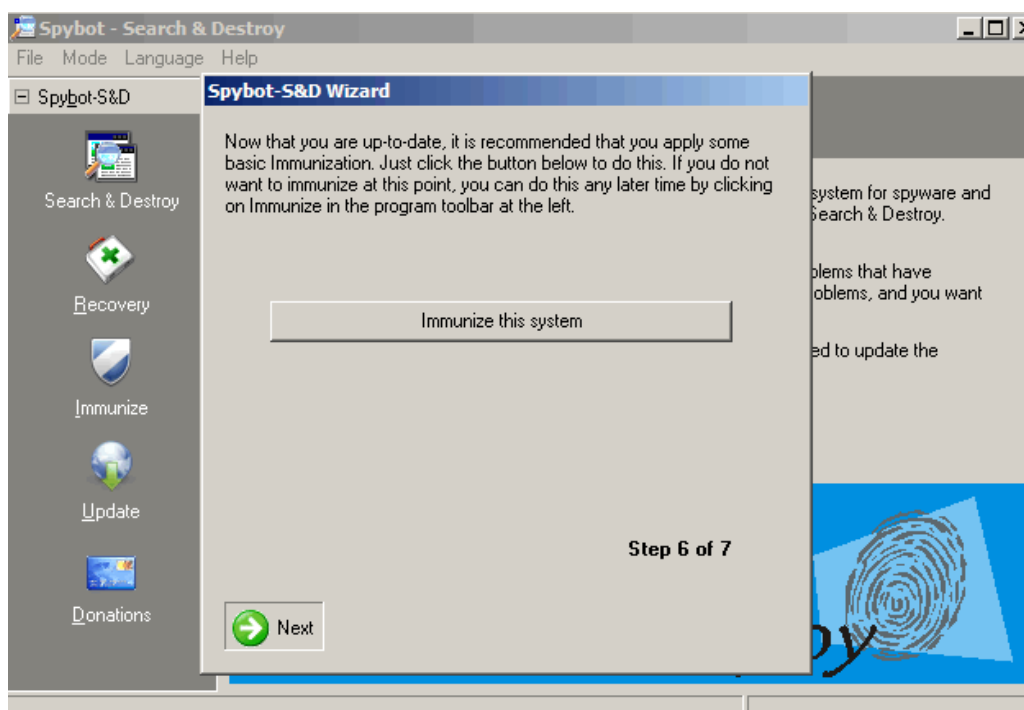 Spybot - Search & Destroy
File Mode Language Help
Spybot-S&D
Search & Destroy
Recovery
Immunize
Update
Donations
Spybot-S&D Wizard
Now that you are up-to-date, it is recommended that you apply some
basic Immunization. Just click the button below to do this. If you do not
want to immunize at this point, you can do this any later time by clicking
on Immunize in the program toolbar at the left.
Immunize this system
Step 6 of 7
Next
system for spyware and
Search & Destroy.
blems that have
oblems, and you want
ed to update the